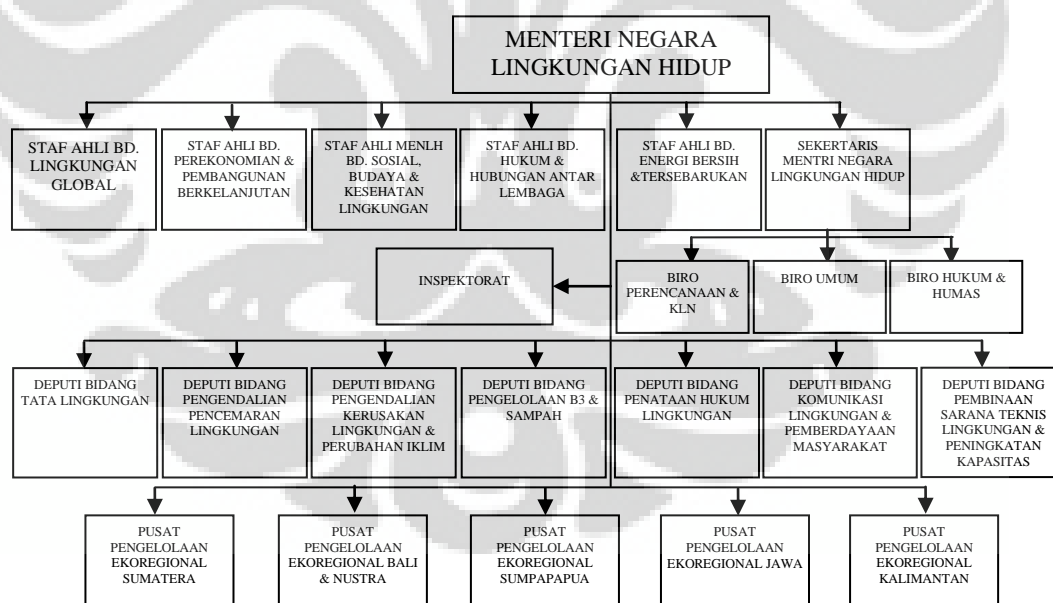 MENTERI NEGARA
LINGKUNGAN HIDUP
STAF AHLI BD.
LINGKUNGAN
GLOBAL
STAF AHLI BD.
PEREKONOMIAN &
PEMBANGUNAN
BERKELANJUTAN
STAF AHLI MENLH
BD. SOSIAL,
BUDAYA &
KESEHATAN
LINGKUNGAN
STAF AHLI BD.
HUKUM &
HUBUNGAN ANTAR
LEMBAGA
STAF AHLI BD.
ENERGI BERSIH
&TERSEBARUKAN
SEKERTARIS
MENTRI NEGARA
LINGKUNGAN HIDUP
INSPEKTORAT
BIRO
PERENCANAAN &
KLN
BIRO UMUM
BIRO HUKUM &
HUMAS
DEPUTI BIDANG
TATA LINGKUNGAN
DEPUTI BIDANG
PENGENDALIAN
PENCEMARAN
LINGKUNGAN
DEPUTI BIDANG
PENGENDALIAN
KERUSAKAN
LINGKUNGAN &
PERUBAHAN IKLIM
DEPUTI BIDANG
PENGELOLAAN B3 &
SAMPAH
DEPUTI BIDANG
PENATAAN HUKUM
LINGKUNGAN
DEPUTI BIDANG
KOMUNIKASI
LINGKUNGAN &
PEMBERDAYAAN
MASYARAKAT
DEPUTI BIDANG
PEMBINAAN
SARANA TEKNIS
LINGKUNGAN &
PENINGKATAN
KAPASITAS
PUSAT
PENGELOLAAN
EKOREGIONAL
SUMATERA
PUSAT
PENGELOLAAN
EKOREGIONAL BALI
& NUSTRA
PUSAT
PENGELOLAAN
EKOREGIONAL
SUMPAPAPUA
PUSAT
PENGELOLAAN
EKOREGIONAL JAWA
PUSAT
PENGELOLAAN
EKOREGIONAL
KALIMANTAN